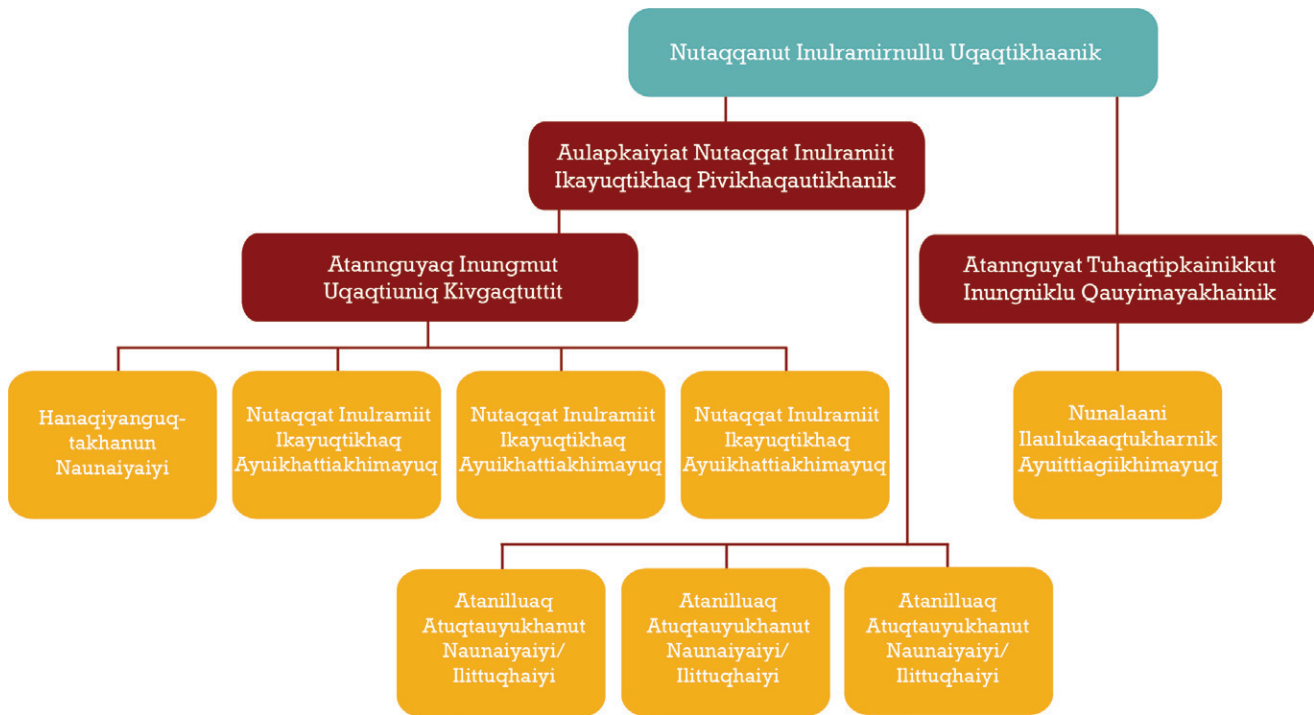 Nutaqqanut Inulramirnullu Uqaqtikhaanik
Aulapkaiyiat Nutaqqat Inulramiit
Ikayuqtikhaq Pivikhaqautikhanik
Atannguyaq Inungmut
Uqaqtiuniq Kivgaqtuttit
Atannguyat Tuhaqtipkainikkut
Inungniklu Qauyimayakhainik
Hanaqiyanguq-
takhanun
Naunaiyaiyi
Nutaqqat Inulramiit
Ikayuqtikhaq
Ayuikhattiakhimayuq
Nutaqqat Inulramiit
Ikayuqtikhaq
Ayuikhattiakhimayuq
Nutaqqat Inulramiit
Ikayuqtikhaq
Ayuikhattiakhimayuq
Nunalaani
Ilaulukaaqtukharnik
Ayuittiagiikhimayuq
Atanilluaq
Atuqtauyukhanut
Naunaiyaiyi/
Ilittuqhaiyi
Atanilluaq
Atuqtauyukhanut
Naunaiyaiyi/
Ilittuqhaiyi
Atanilluaq
Atuqtauyukhanut
Naunaiyaiyi/
Ilittuqhaiyi